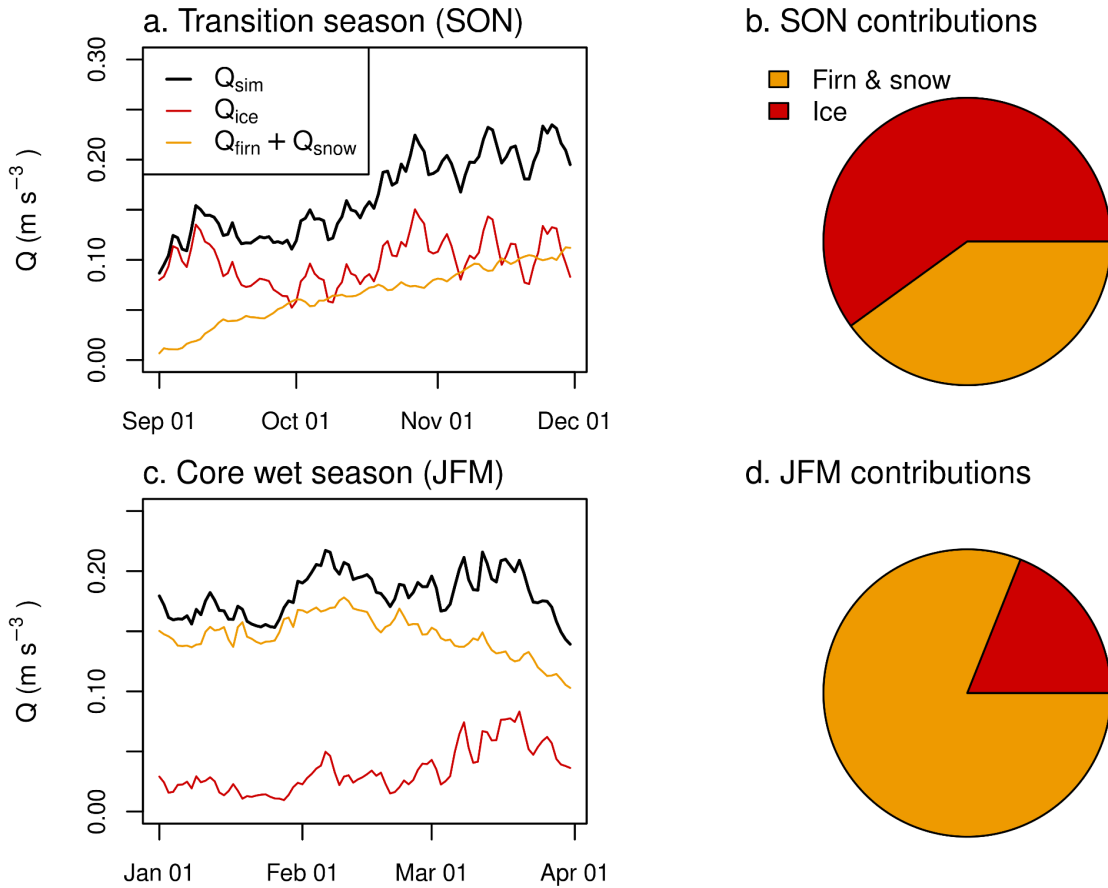 a. Transition season (SON)
Q (m s⁻³)
0.30
0.20
0.10
0.00
Q_sim
Q_ice
Q_firn + Q_snow
Sep 01 Oct 01 Nov 01 Dec 01
b. SON contributions
Firn & snow
Ice
c. Core wet season (JFM)
Q (m s⁻³)
0.20
0.10
0.00
Jan 01 Feb 01 Mar 01 Apr 01
d. JFM contributions